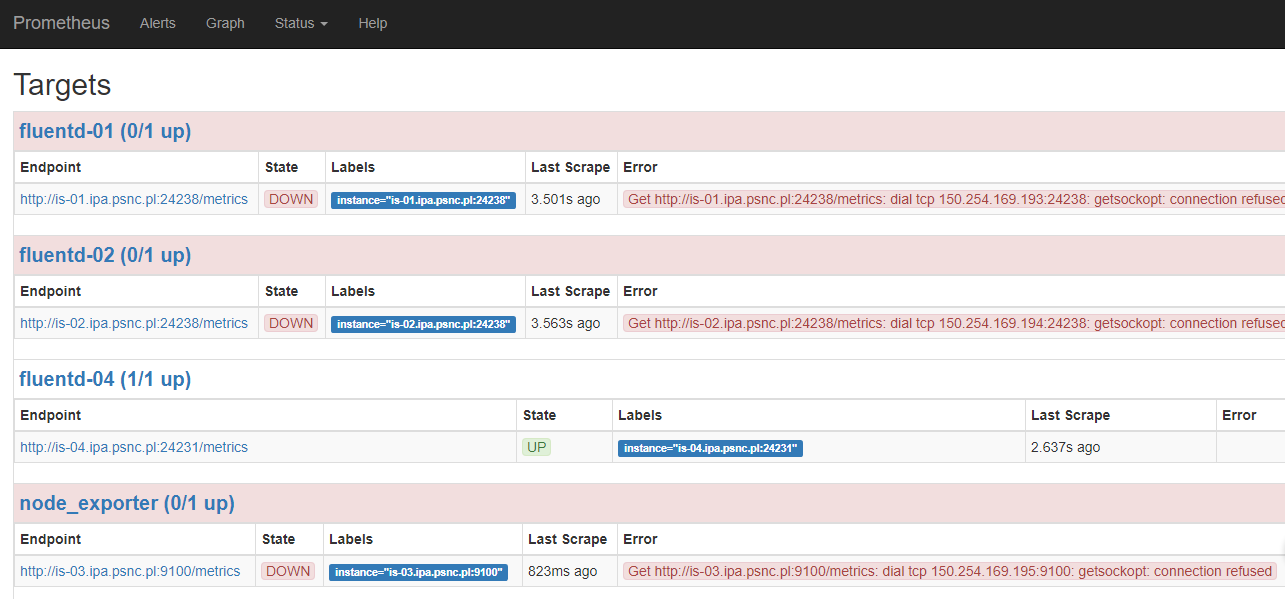 Prometheus Alerts Graph Status Help
Targets
fluentd-01 (0/1 up)
Endpoint State Labels Last Scrape Error
http://is-01.ipa.psnc.pl:24238/metrics DOWN instance="is-01.ipa.psnc.pl:24238" 3.501s ago Get http://is-01.ipa.psnc.pl:24238/metrics: dial tcp 150.254.169.193:24238: getsockopt: connection refused
fluentd-02 (0/1 up)
Endpoint State Labels Last Scrape Error
http://is-02.ipa.psnc.pl:24238/metrics DOWN instance="is-02.ipa.psnc.pl:24238" 3.563s ago Get http://is-02.ipa.psnc.pl:24238/metrics: dial tcp 150.254.169.194:24238: getsockopt: connection refused
fluentd-04 (1/1 up)
Endpoint State Labels Last Scrape Error
http://is-04.ipa.psnc.pl:24231/metrics UP instance="is-04.ipa.psnc.pl:24231" 2.637s ago
node_exporter (0/1 up)
Endpoint State Labels Last Scrape Error
http://is-03.ipa.psnc.pl:9100/metrics DOWN instance="is-03.ipa.psnc.pl:9100" 823ms ago Get http://is-03.ipa.psnc.pl:9100/metrics: dial tcp 150.254.169.195:9100: getsockopt: connection refused